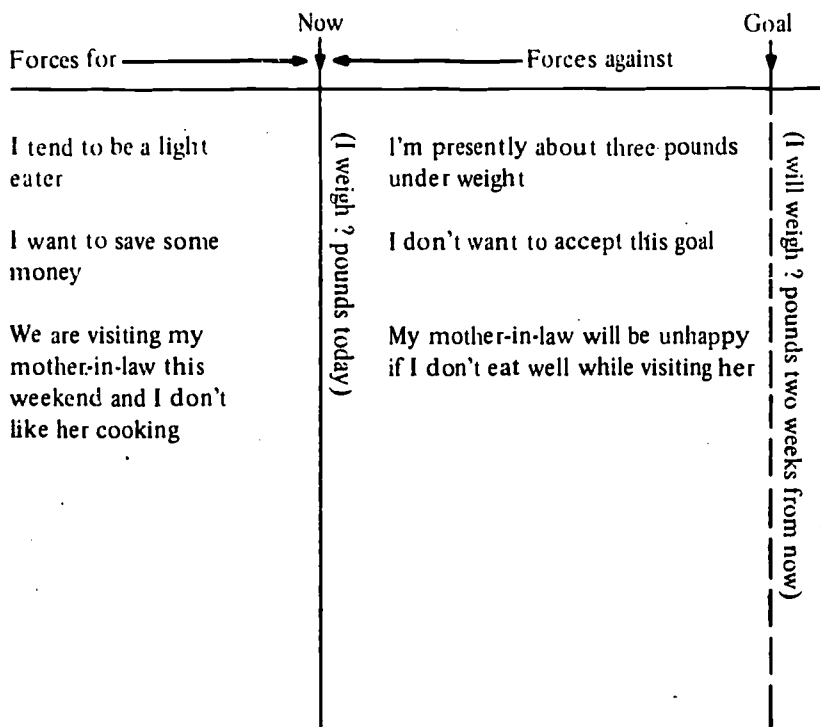 Now
Goal
Forces for
Forces against
I tend to be a light
eater
I want to save some
money
We are visiting my
mother-in-law this
weekend and I don't
like her cooking
(I weigh ? pounds today)
I'm presently about three pounds
under weight
I don't want to accept this goal
My mother-in-law will be unhappy
if I don't eat well while visiting her
(I will weigh ? pounds two weeks from now)